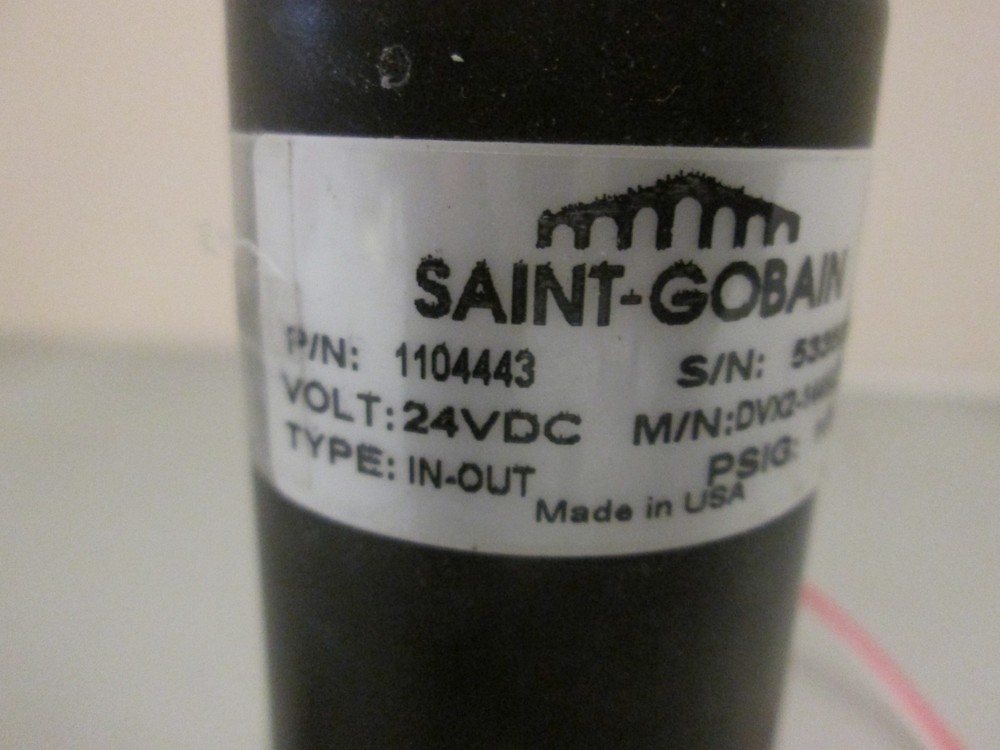 SAINT-GOBAIN
P/N: 1104443 S/N:
VOLT: 24VDC M/N:
TYPE: IN-OUT PSIG:
Made in USA